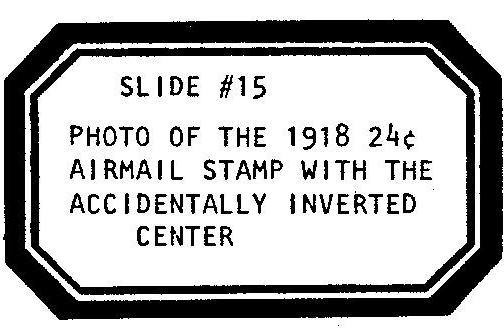 SLIDE #15
PHOTO OF THE 1918 24¢
AIRMAIL STAMP WITH THE
ACCIDENTALLY INVERTED
CENTER